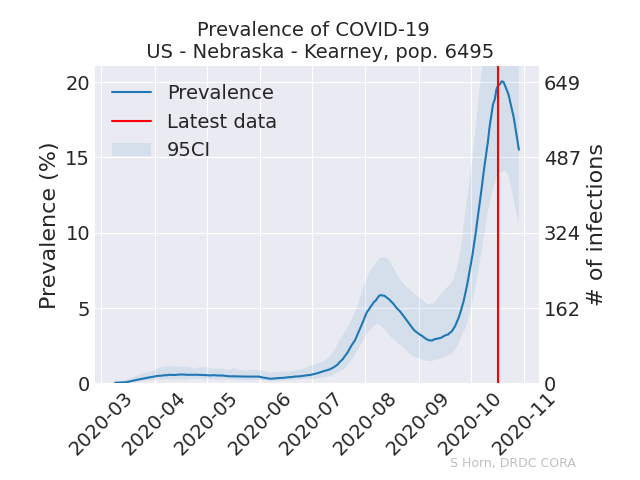 Prevalence of COVID-19
US - Nebraska - Kearney, pop. 6495
Prevalence
Latest data
95CI
Prevalence (%)
20
15
10
5
0
649
487
324
162
0
# of infections
2020-03
2020-04
2020-05
2020-06
2020-07
2020-08
2020-09
2020-10
2020-11
S Horn, DRDC CORA